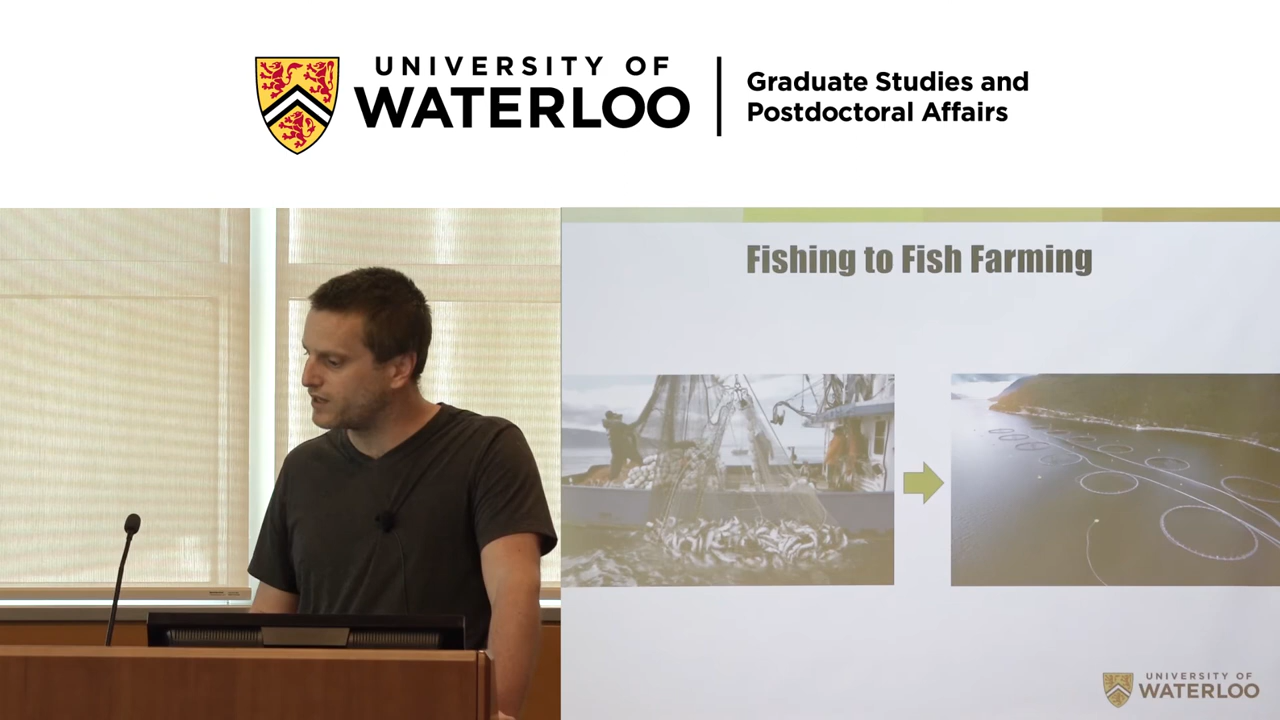 UNIVERSITY OF
WATERLOO
Graduate Studies and
Postdoctoral Affairs
Fishing to Fish Farming
UNIVERSITY OF
WATERLOO